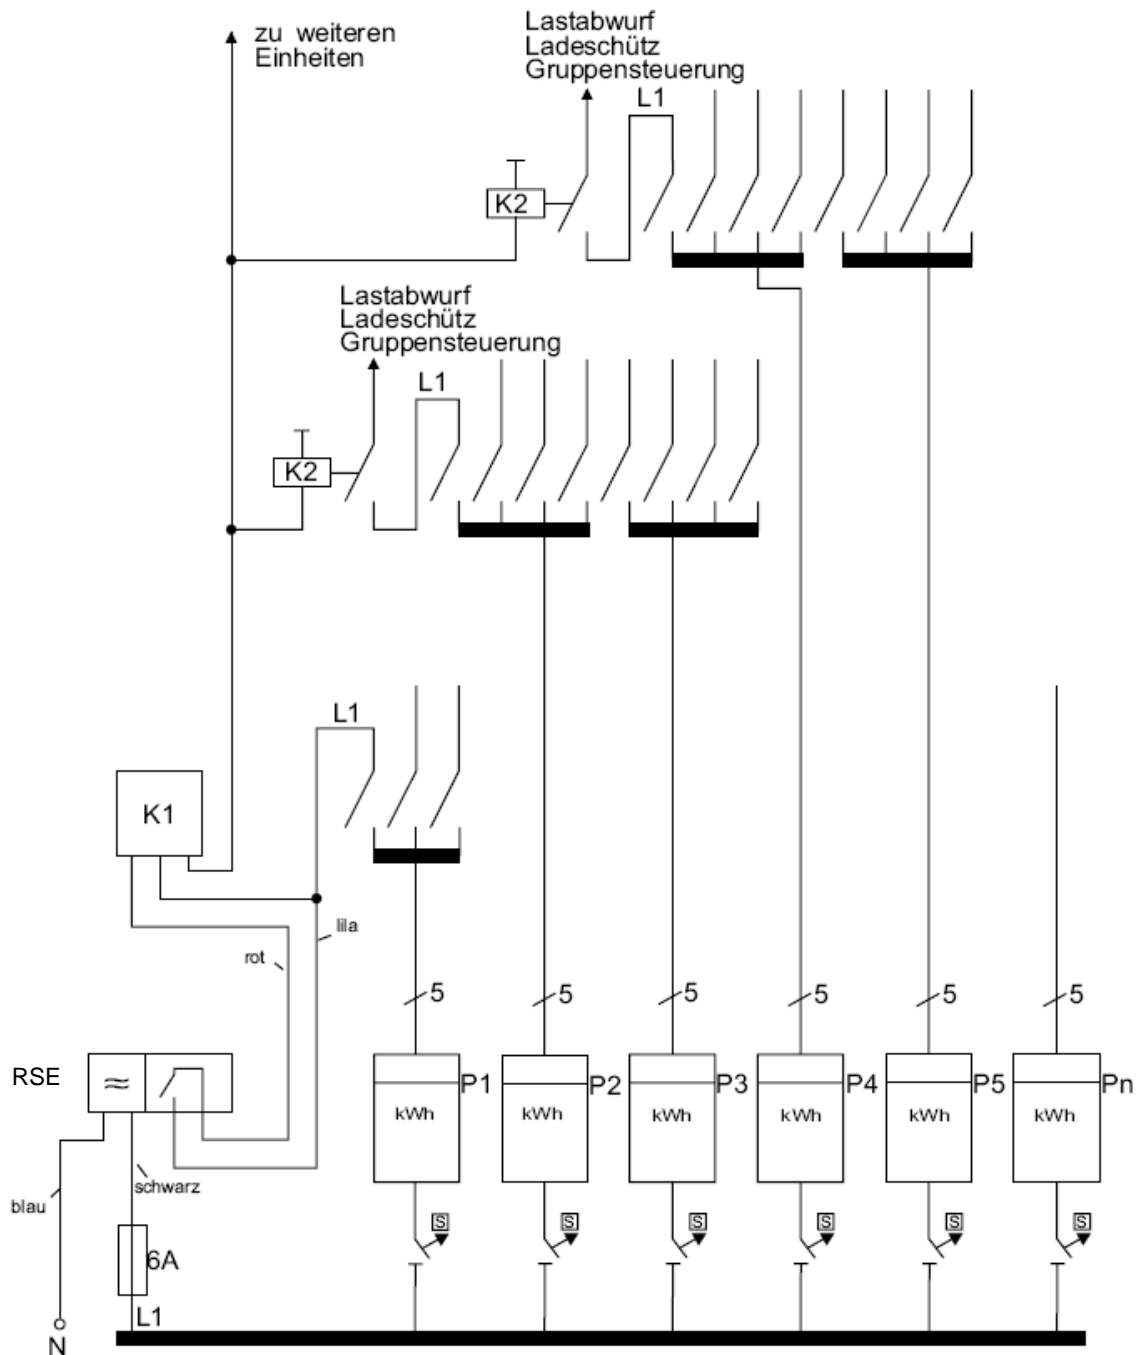 zu weiteren
Einheiten
Lastabwurf
Ladeschütz
Gruppensteuerung
L1
K2
Lastabwurf
Ladeschütz
Gruppensteuerung
L1
K2
L1
K1
lila
rot
5
5
5
5
5
5
RSE
≈
P1
P2
P3
P4
P5
Pn
kWh
kWh
kWh
kWh
kWh
kWh
schwarz
blau
S
S
S
S
S
S
6A
L1
N